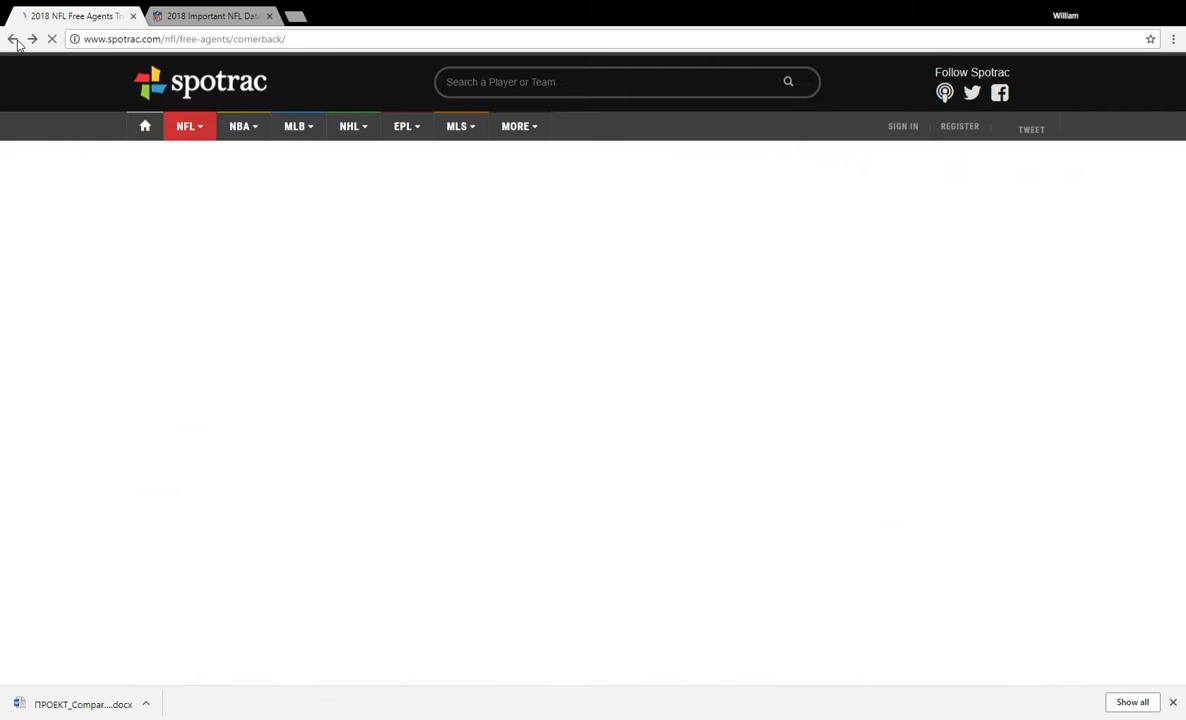 2018 NFL Free Agents Tr
2018 Important NFL Date
William
www.spotrac.com/nfl/free-agents/cornerback/
spotrac
Search a Player or Team
Follow Spotrac
NFL
NBA
MLB
NHL
EPL
MLS
MORE
SIGN IN
REGISTER
TWEET
ПРОЕКТ_Compar....docx
Show all